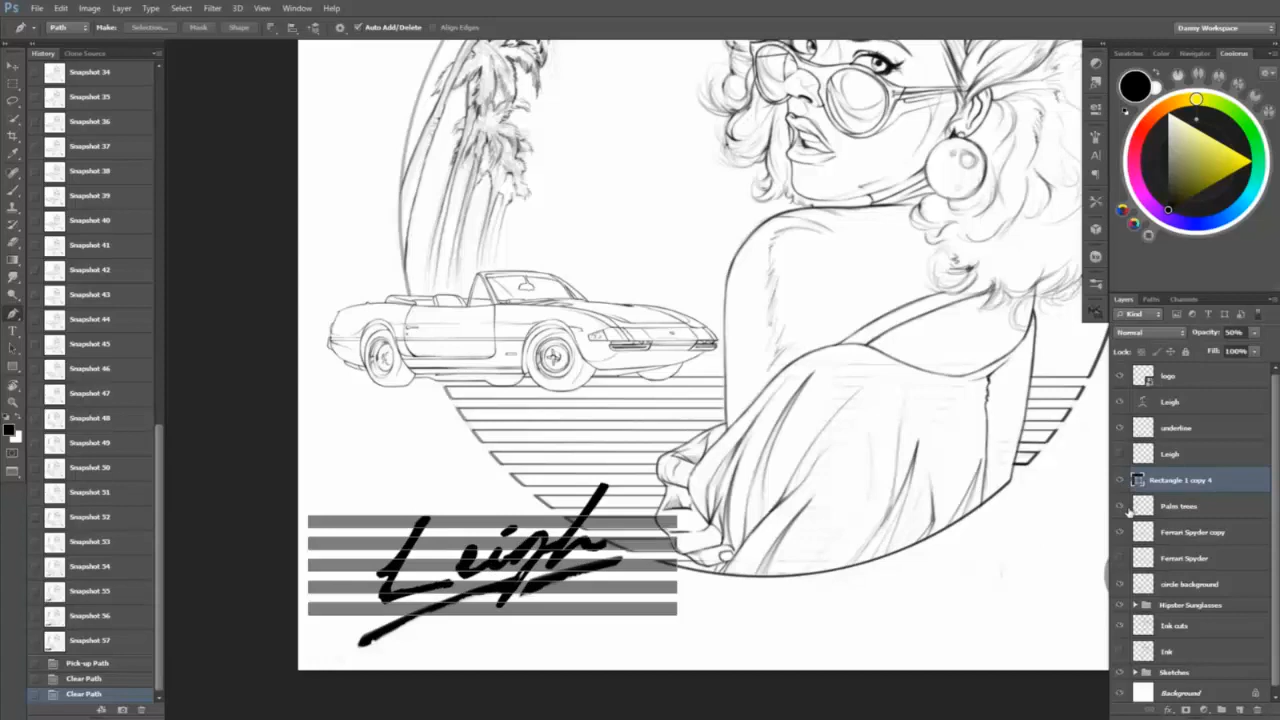 Ps File Edit Image Layer Type Select Filter 3D View Window Help
Path Make: Selection... Mask Shape Auto Add/Delete Align Edges Danny Workspace
History Clone Source
Snapshot 34
Snapshot 35
Snapshot 36
Snapshot 37
Snapshot 38
Snapshot 39
Snapshot 40
Snapshot 41
Snapshot 42
Snapshot 43
Snapshot 44
Snapshot 45
Snapshot 46
Snapshot 47
Snapshot 48
Snapshot 49
Snapshot 50
Snapshot 51
Snapshot 52
Snapshot 53
Snapshot 54
Snapshot 55
Snapshot 56
Snapshot 57
Pick-up Path
Clear Path
Clear Path
Leigh
Swatches Color Navigator Coolorus
Layers Paths Channels
Kind
Normal Opacity: 50%
Lock: Fill: 100%
logo
Leigh
underline
Leigh
Rectangle 1 copy 4
Palm trees
Ferrari Spyder copy
Ferrari Spyder
circle background
Hipster Sunglasses
Ink cuts
Ink
Sketches
Background